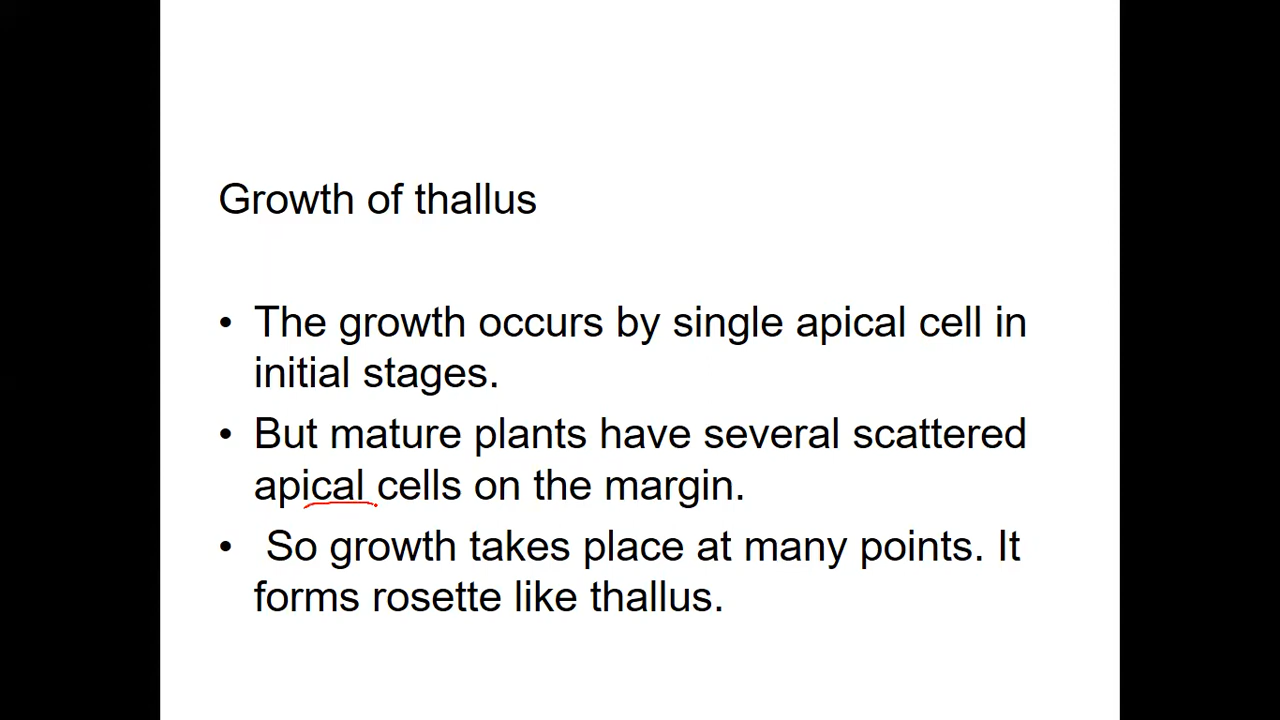 Growth of thallus
• The growth occurs by single apical cell in
initial stages.
• But mature plants have several scattered
apical cells on the margin.
• So growth takes place at many points. It
forms rosette like thallus.